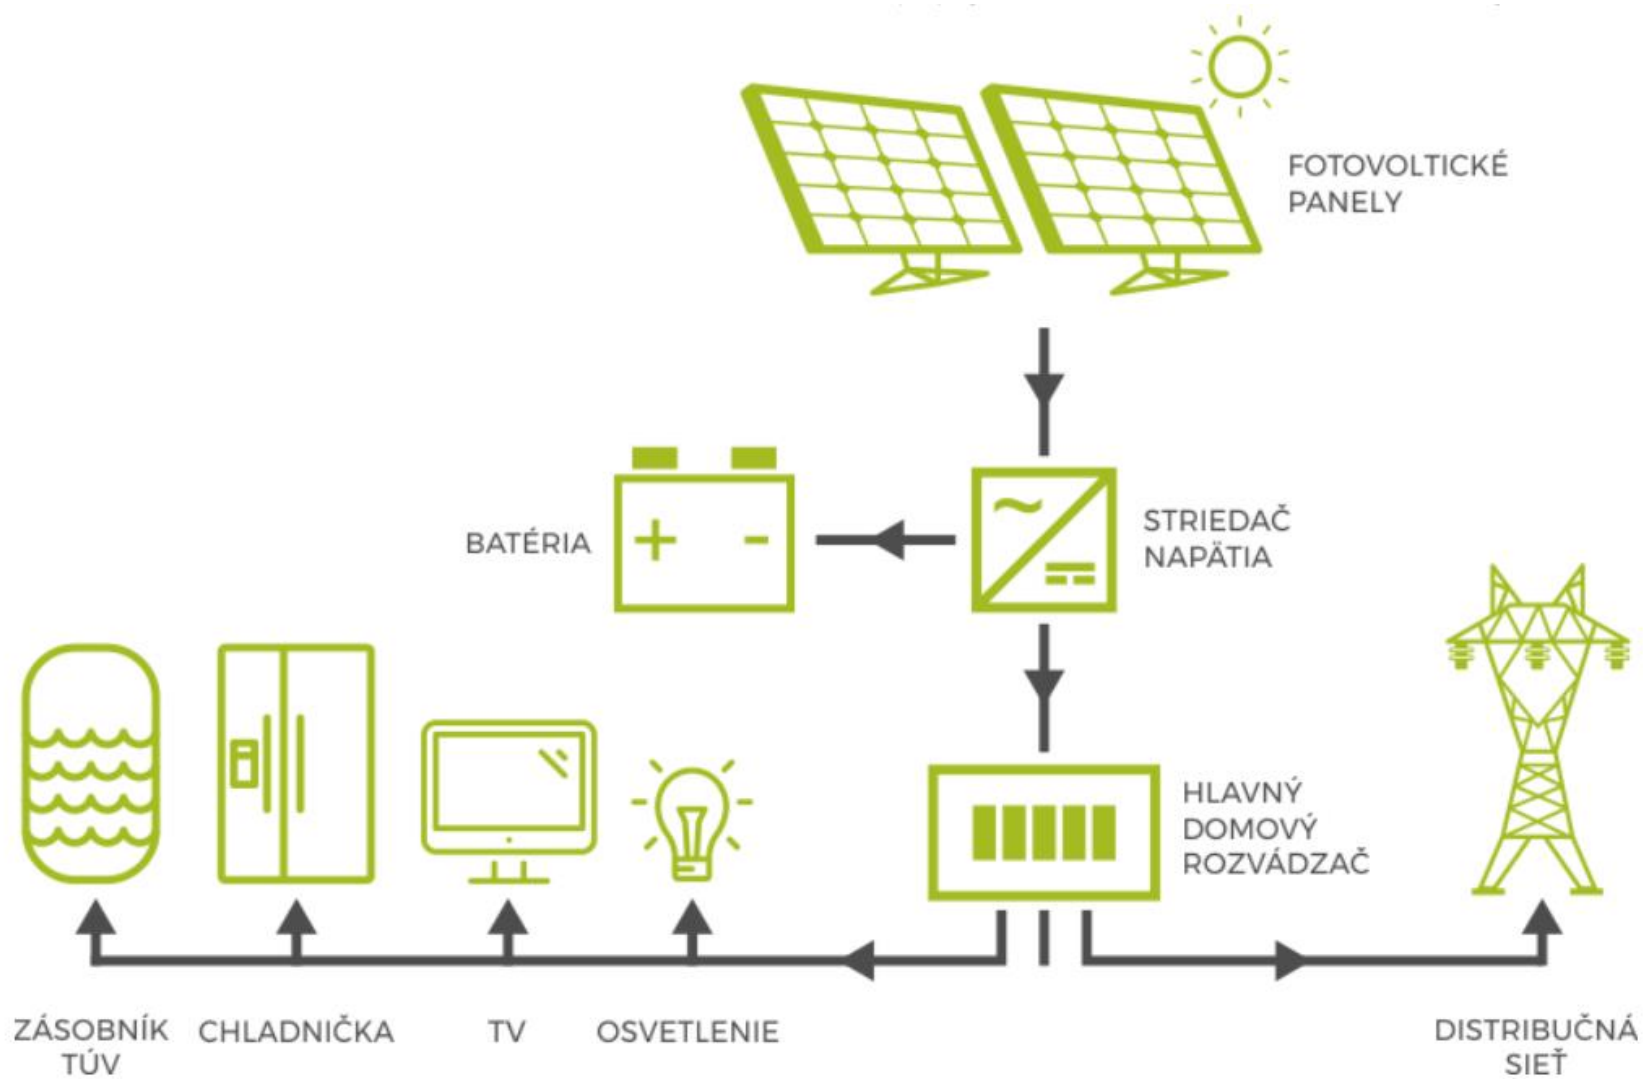 FOTOVOLTICKÉ
PANELY
BATÉRIA
STRIEDAČ
NAPÄTIA
HLAVNÝ
DOMOVÝ
ROZVÁDZAČ
ZÁSOBNÍK
TÚV
CHLADNIČKA
TV
OSVETLENIE
DISTRIBUČNÁ
SIEŤ